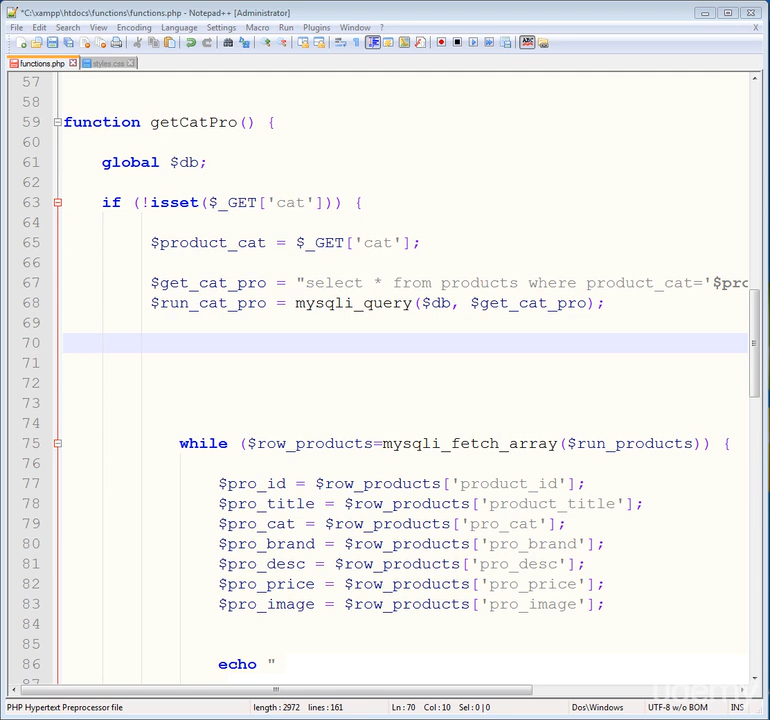 *C:\xampp\htdocs\functions\functions.php - Notepad++ [Administrator]
File Edit Search View Encoding Language Settings Macro Run Plugins Window ? X
functions.php styles.css
57
58
59 function getCatPro() {
60
61 global $db;
62
63 if (!isset($_GET['cat'])) {
64
65 $product_cat = $_GET['cat'];
66
67 $get_cat_pro = "select * from products where product_cat='$pro
68 $run_cat_pro = mysqli_query($db, $get_cat_pro);
69
70
71
72
73
74
75 while ($row_products=mysqli_fetch_array($run_products)) {
76
77 $pro_id = $row_products['product_id'];
78 $pro_title = $row_products['product_title'];
79 $pro_cat = $row_products['pro_cat'];
80 $pro_brand = $row_products['pro_brand'];
81 $pro_desc = $row_products['pro_desc'];
82 $pro_price = $row_products['pro_price'];
83 $pro_image = $row_products['pro_image'];
84
85
86 echo "
87
PHP Hypertext Preprocessor file length : 2972 lines : 161 Ln : 70 Col : 10 Sel : 0 | 0 Dos\Windows UTF-8 w/o BOM INS
udemy